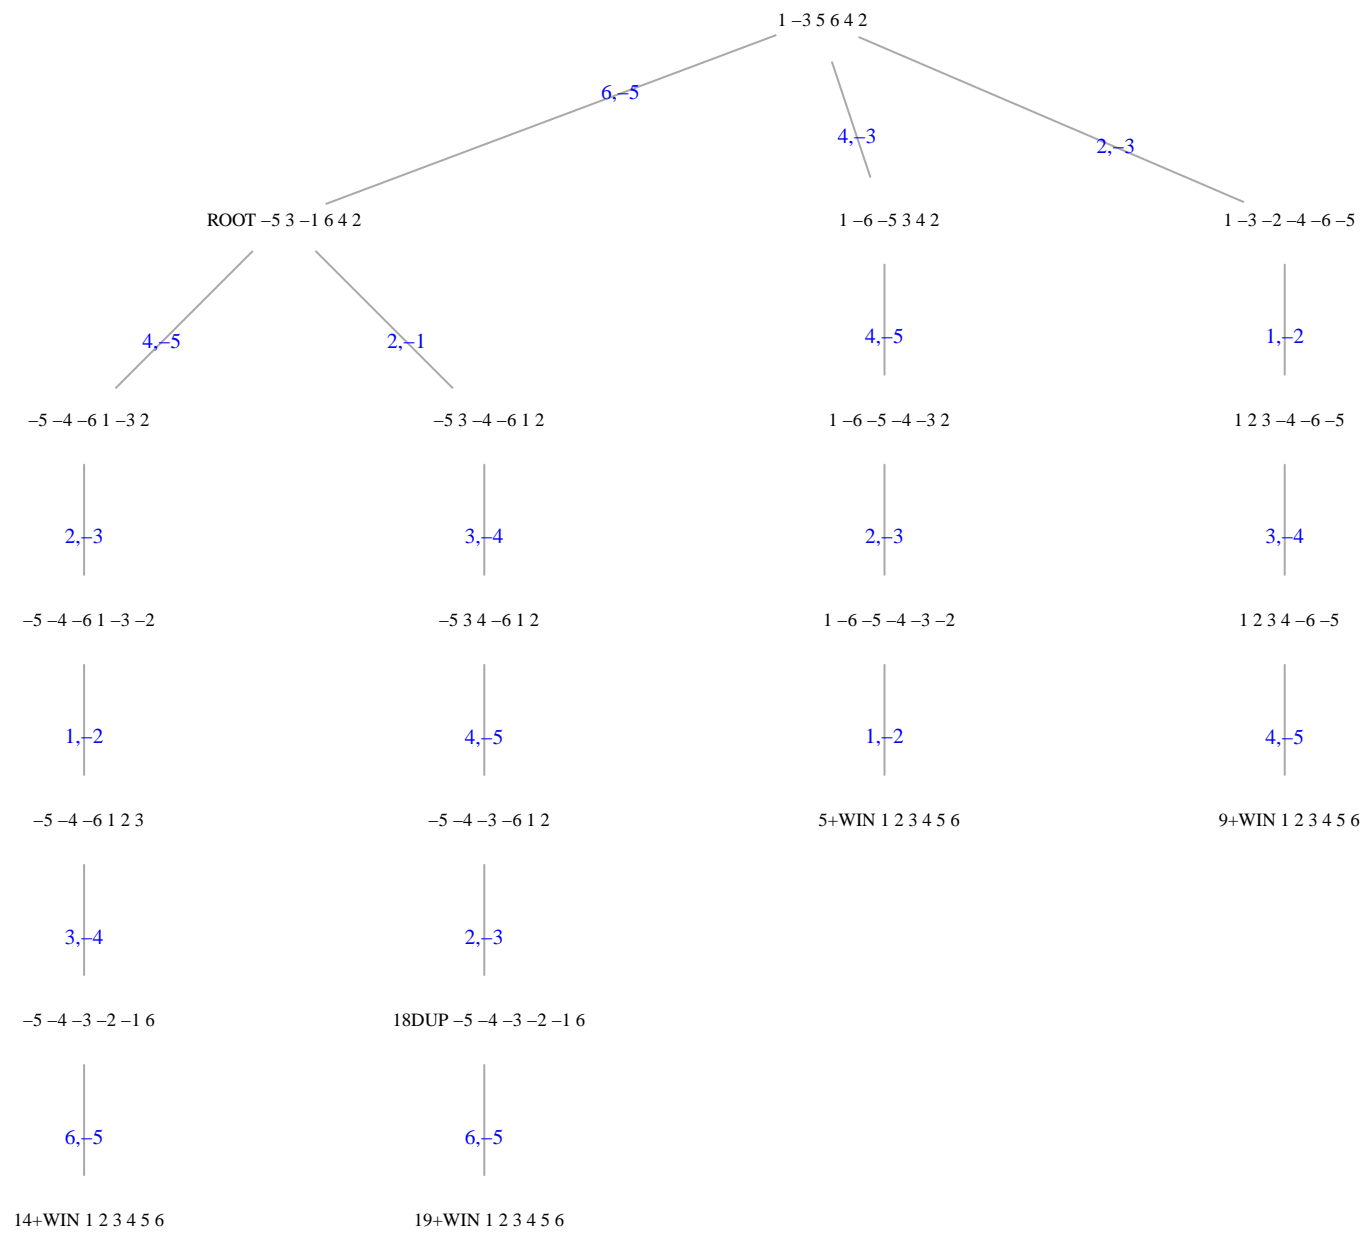 1 –3 5 6 4 2
6,–5
4,–3
2,–3
ROOT –5 3 –1 6 4 2
1 –6 –5 3 4 2
1 –3 –2 –4 –6 –5
4,–5
2,–1
4,–5
1,–2
–5 –4 –6 1 –3 2
–5 3 –4 –6 1 2
1 –6 –5 –4 –3 2
1 2 3 –4 –6 –5
2,–3
3,–4
2,–3
3,–4
–5 –4 –6 1 –3 –2
–5 3 4 –6 1 2
1 –6 –5 –4 –3 –2
1 2 3 4 –6 –5
1,–2
4,–5
1,–2
4,–5
–5 –4 –6 1 2 3
–5 –4 –3 –6 1 2
5+WIN 1 2 3 4 5 6
9+WIN 1 2 3 4 5 6
3,–4
2,–3
–5 –4 –3 –2 –1 6
18DUP –5 –4 –3 –2 –1 6
6,–5
6,–5
14+WIN 1 2 3 4 5 6
19+WIN 1 2 3 4 5 6